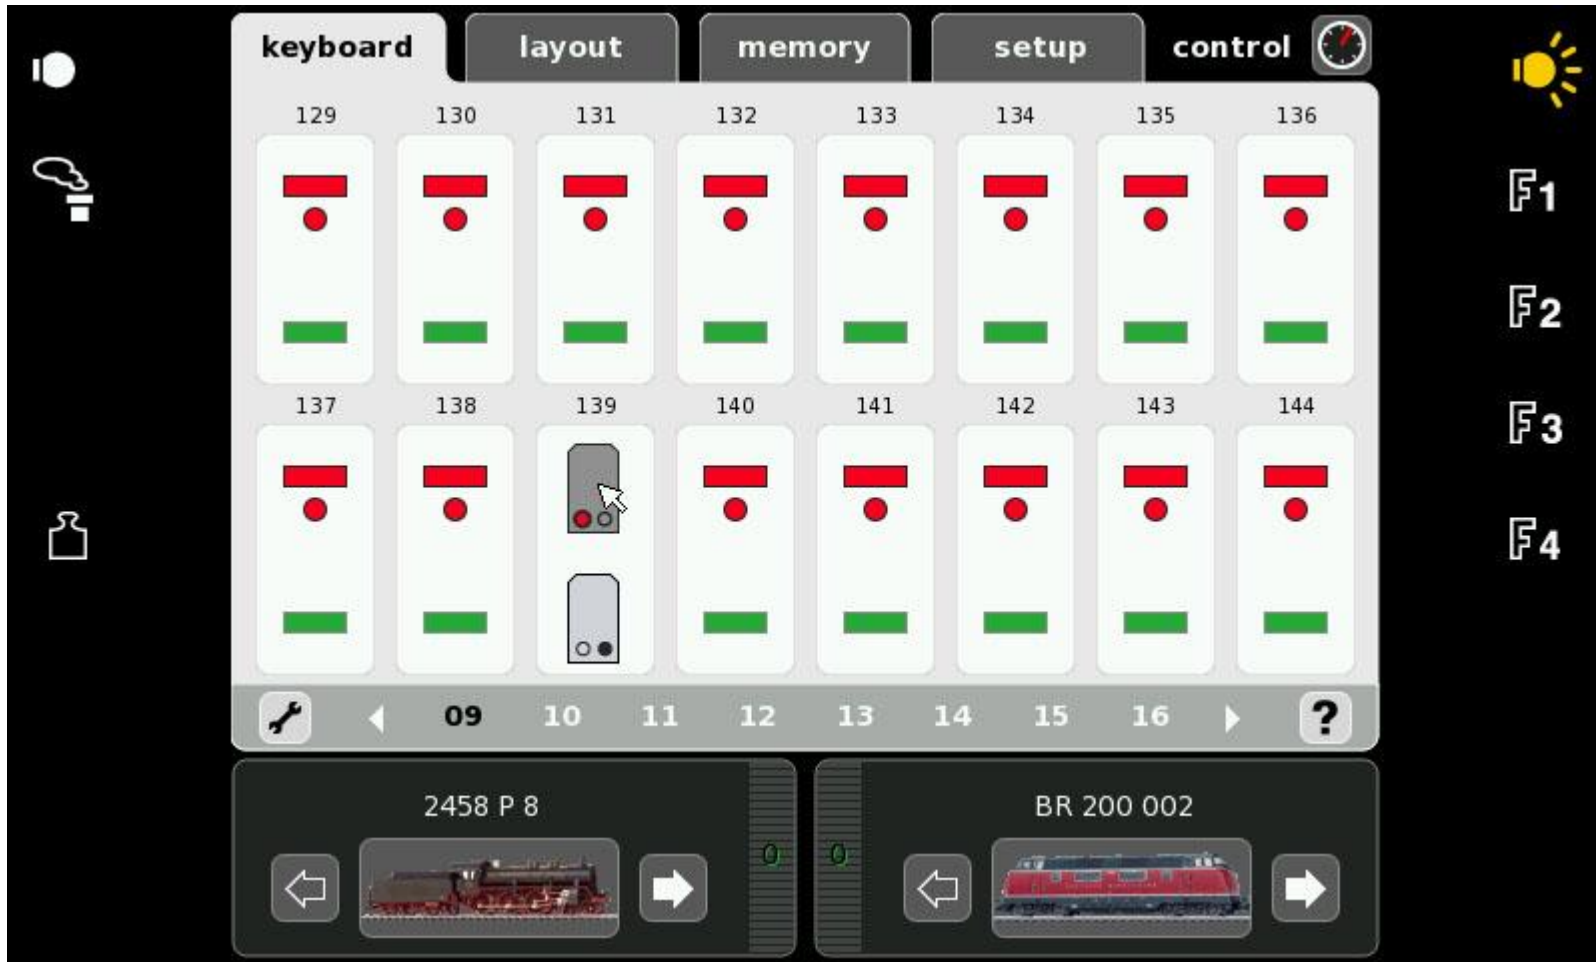 keyboard layout memory setup control
129 130 131 132 133 134 135 136
F1
F2
137 138 139 140 141 142 143 144
F3
F4
09 10 11 12 13 14 15 16 ?
2458 P 8 BR 200 002
0 0